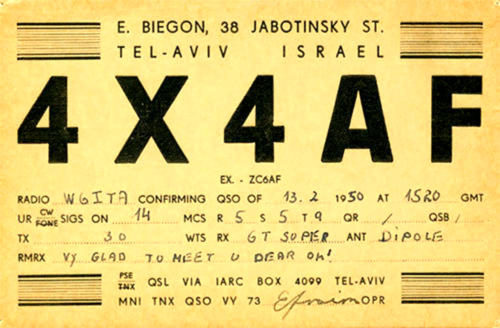 E. BIEGON, 38 JABOTINSKY ST.
TEL-AVIV ISRAEL
4X4AF
EX. - ZC6AF
RADIO W6ITA CONFIRMING QSO OF 13.2 1950 AT 1520 GMT
UR CW FONE SIGS ON 14 MCS R 5 S 5 T 9 QR / QSB /
TX 30 WTS RX 6T SUPER ANT DIPOLE
RMRX VY GLAD TO MEET U DEAR OM!
PSE TNX QSL VIA IARC BOX 4099 TEL-AVIV
MNI TNX QSO VY 73 Efraim OPR